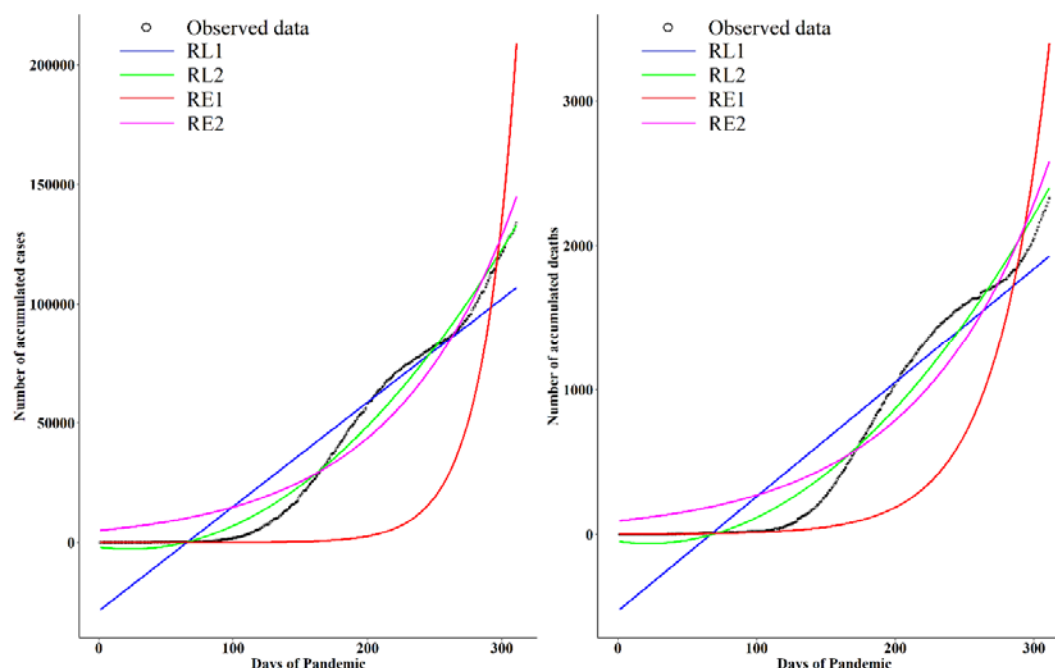 Observed data
RL1
RL2
RE1
RE2
200000
150000
100000
50000
0
Number of accumulated cases
0 100 200 300
Days of Pandemic
Observed data
RL1
RL2
RE1
RE2
3000
2000
1000
0
Number of accumulated deaths
0 100 200 300
Days of Pandemic